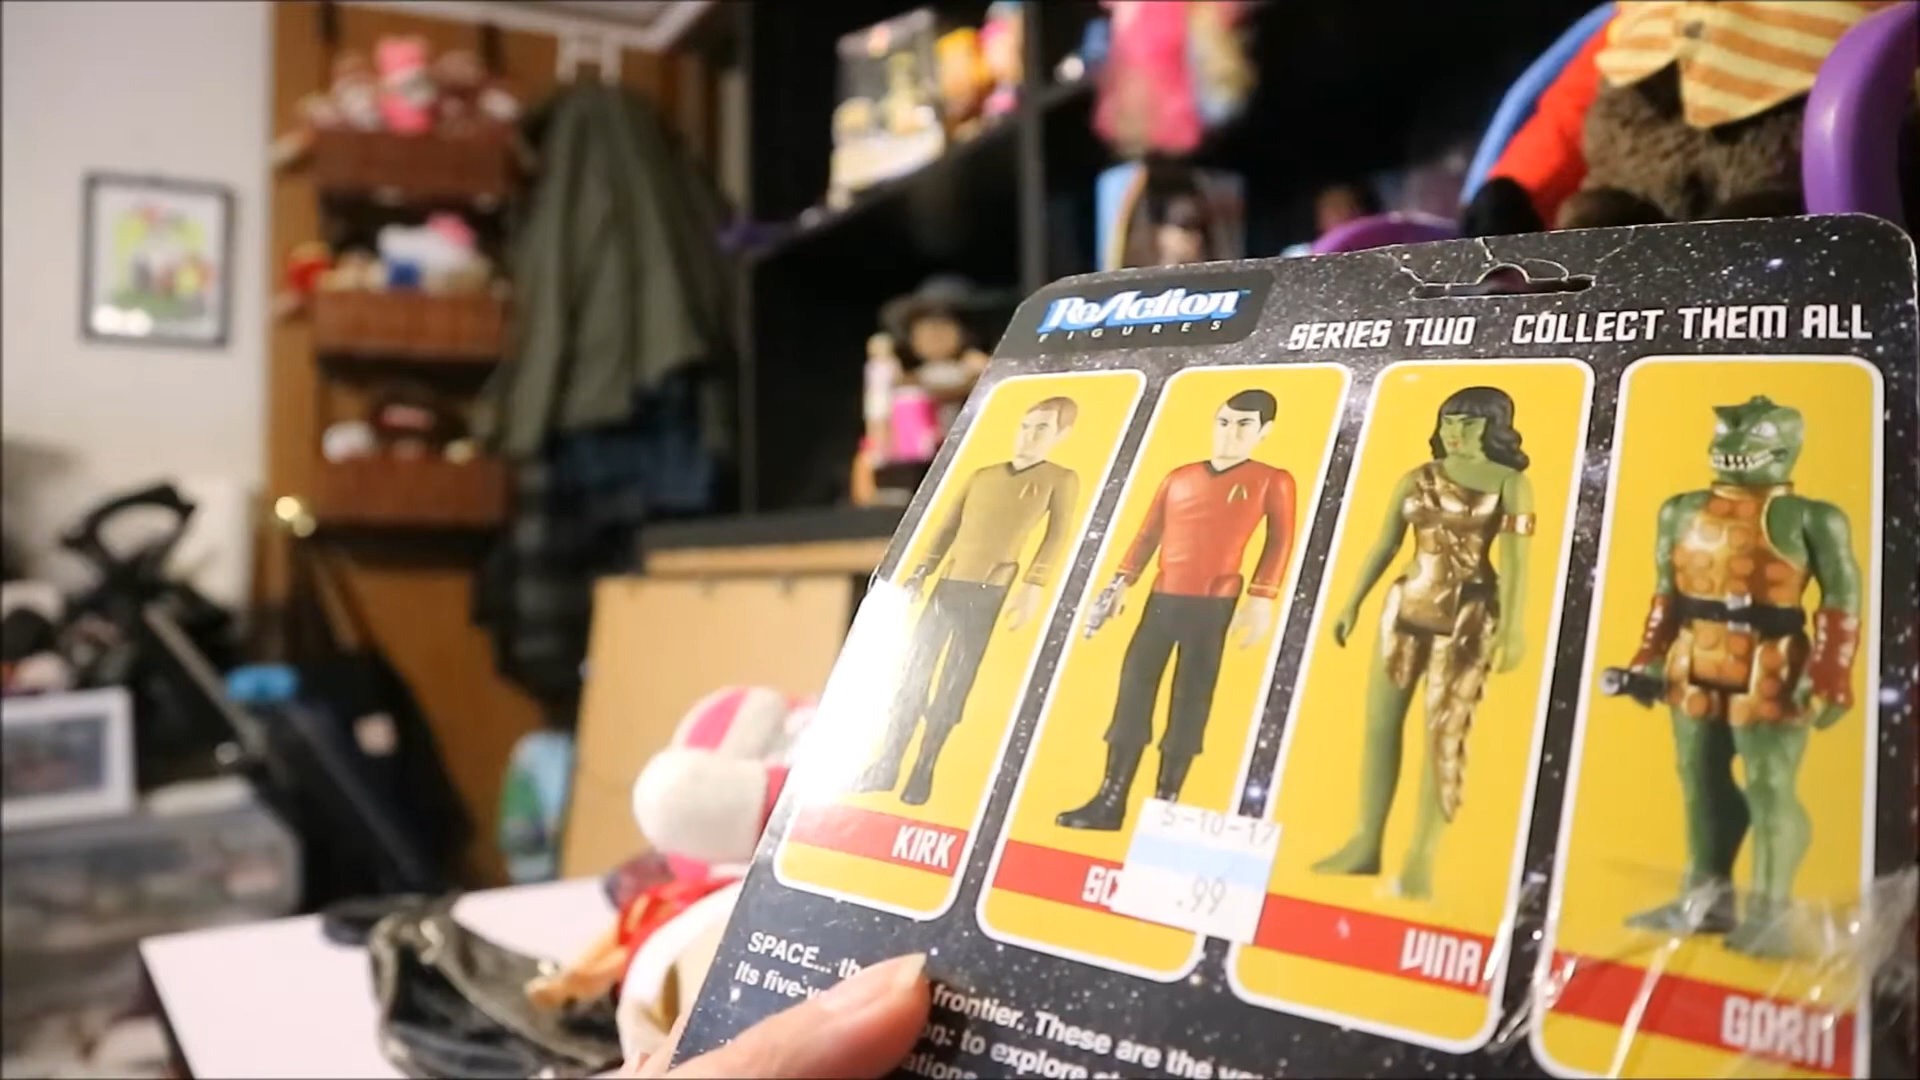 ReAction
FIGURES
SERIES TWO COLLECT THEM ALL
KIRK
SC
VINA
GORN
5-10-17
.99
SPACE... th
frontier. These are the
Its five-y
on: to explore
ations